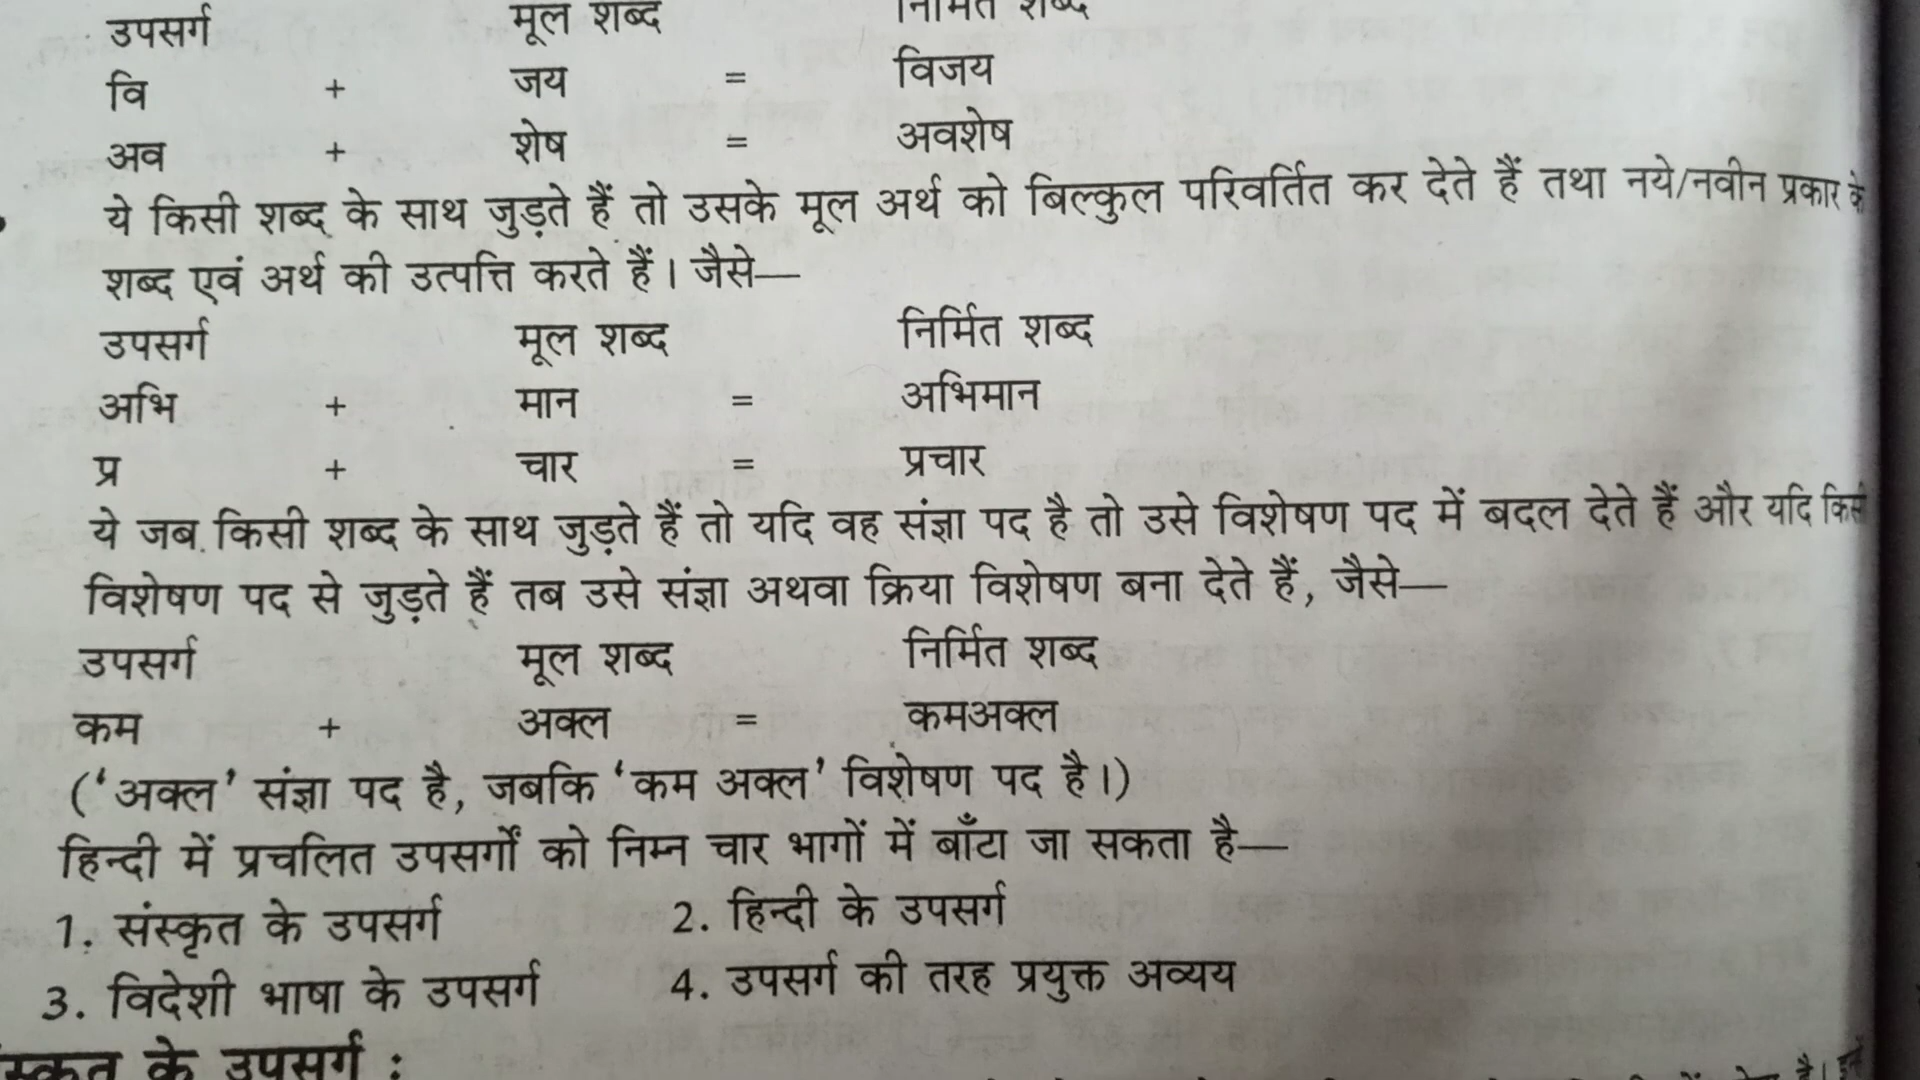 उपसर्ग मूल शब्द निर्मित शब्द
वि + जय = विजय
अव + शेष = अवशेष
ये किसी शब्द के साथ जुड़ते हैं तो उसके मूल अर्थ को बिल्कुल परिवर्तित कर देते हैं तथा नये/नवीन प्रकार के
शब्द एवं अर्थ की उत्पत्ति करते हैं। जैसे—
उपसर्ग मूल शब्द निर्मित शब्द
अभि + मान = अभिमान
प्र + चार = प्रचार
ये जब किसी शब्द के साथ जुड़ते हैं तो यदि वह संज्ञा पद है तो उसे विशेषण पद में बदल देते हैं और यदि किसी
विशेषण पद से जुड़ते हैं तब उसे संज्ञा अथवा क्रिया विशेषण बना देते हैं, जैसे—
उपसर्ग मूल शब्द निर्मित शब्द
कम + अक्ल = कमअक्ल
(‘अक्ल’ संज्ञा पद है, जबकि ‘कम अक्ल’ विशेषण पद है।)
हिन्दी में प्रचलित उपसर्गों को निम्न चार भागों में बाँटा जा सकता है—
1. संस्कृत के उपसर्ग 2. हिन्दी के उपसर्ग
3. विदेशी भाषा के उपसर्ग 4. उपसर्ग की तरह प्रयुक्त अव्यय
स्कृत के उपसर्ग :